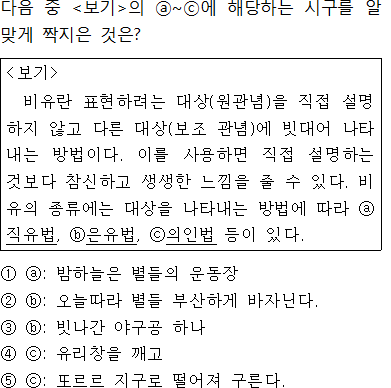 다음 중 <보기>의 ⓐ~ⓒ에 해당하는 시구를 알
맞게 짝지은 것은?
<보기>
비유란 표현하려는 대상(원관념)을 직접 설명
하지 않고 다른 대상(보조 관념)에 빗대어 나타
내는 방법이다. 이를 사용하면 직접 설명하는
것보다 참신하고 생생한 느낌을 줄 수 있다. 비
유의 종류에는 대상을 나타내는 방법에 따라 ⓐ
직유법, ⓑ은유법, ⓒ의인법 등이 있다.
① ⓐ: 밤하늘은 별들의 운동장
② ⓑ: 오늘따라 별들 부산하게 바자닌다.
③ ⓑ: 빗나간 야구공 하나
④ ⓒ: 유리창을 깨고
⑤ ⓒ: 또르르 지구로 떨어져 구른다.